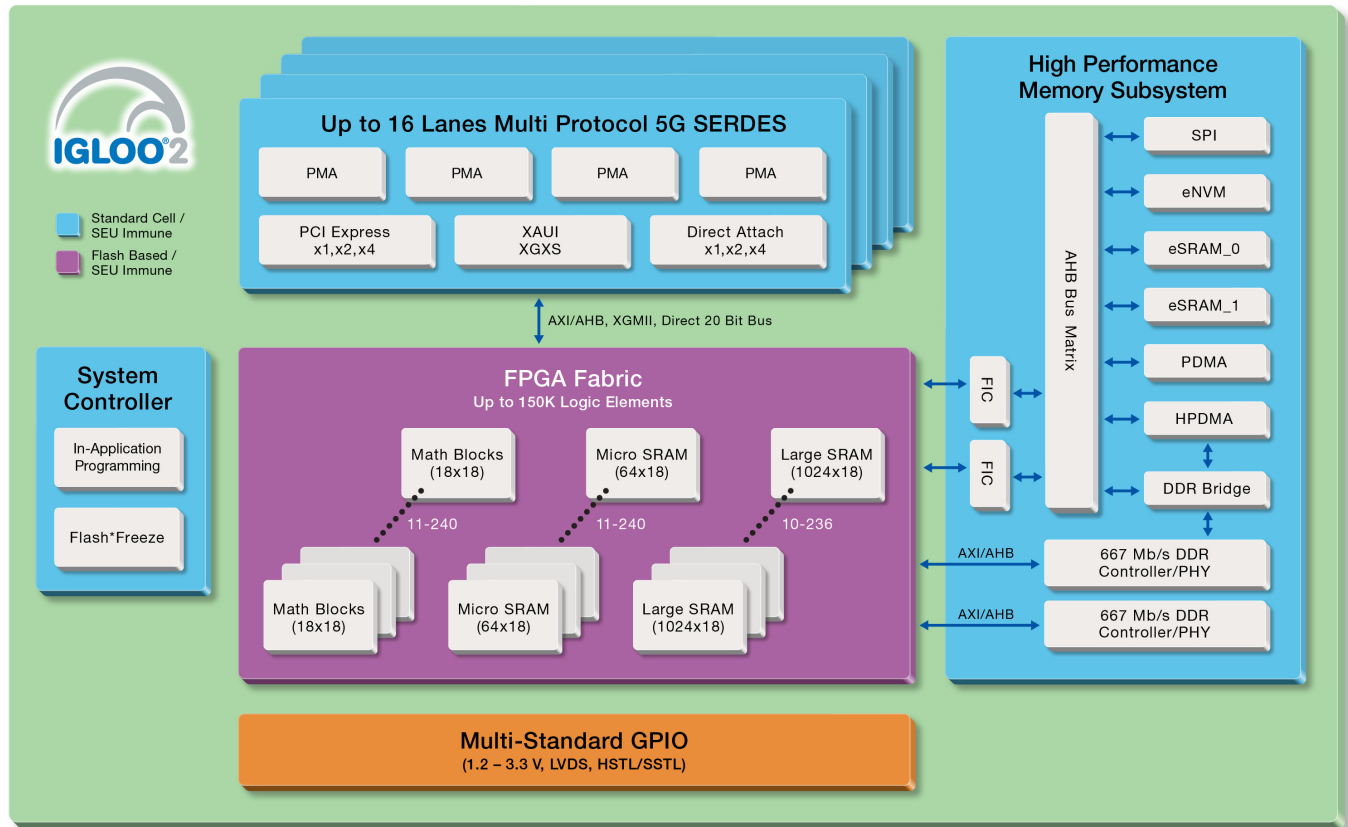 IGLOO®2
Standard Cell /
SEU Immune
Flash Based /
SEU Immune
Up to 16 Lanes Multi Protocol 5G SERDES
PMA
PMA
PMA
PMA
PCI Express
x1,x2,x4
XAUI
XGXS
Direct Attach
x1,x2,x4
AXI/AHB, XGMII, Direct 20 Bit Bus
System
Controller
In-Application
Programming
Flash*Freeze
FPGA Fabric
Up to 150K Logic Elements
Math Blocks
(18x18)
Micro SRAM
(64x18)
Large SRAM
(1024x18)
11-240
11-240
10-236
Math Blocks
(18x18)
Micro SRAM
(64x18)
Large SRAM
(1024x18)
High Performance
Memory Subsystem
AHB Bus Matrix
SPI
eNVM
eSRAM_0
eSRAM_1
PDMA
HPDMA
DDR Bridge
FIC
FIC
AXI/AHB
667 Mb/s DDR
Controller/PHY
AXI/AHB
667 Mb/s DDR
Controller/PHY
Multi-Standard GPIO
(1.2 – 3.3 V, LVDS, HSTL/SSTL)